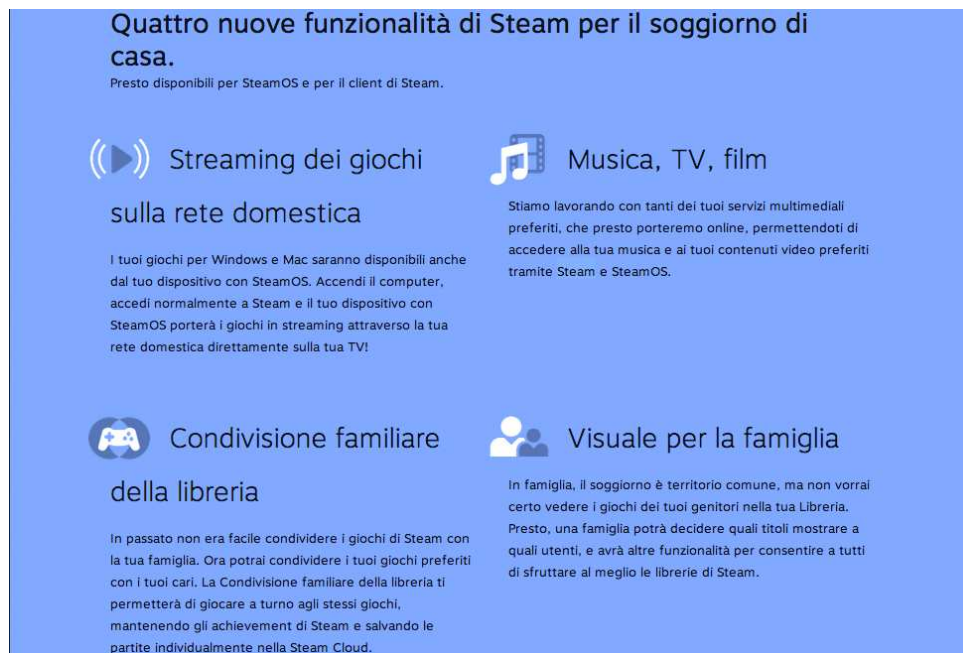 Quattro nuove funzionalità di Steam per il soggiorno di
casa.
Presto disponibili per SteamOS e per il client di Steam.
Streaming dei giochi
sulla rete domestica
I tuoi giochi per Windows e Mac saranno disponibili anche
dal tuo dispositivo con SteamOS. Accendi il computer,
accedi normalmente a Steam e il tuo dispositivo con
SteamOS porterà i giochi in streaming attraverso la tua
rete domestica direttamente sulla tua TV!
Musica, TV, film
Stiamo lavorando con tanti dei tuoi servizi multimediali
preferiti, che presto porteremo online, permettendoti di
accedere alla tua musica e ai tuoi contenuti video preferiti
tramite Steam e SteamOS.
Condivisione familiare
della libreria
In passato non era facile condividere i giochi di Steam con
la tua famiglia. Ora potrai condividere i tuoi giochi preferiti
con i tuoi cari. La Condivisione familiare della libreria ti
permetterà di giocare a turno agli stessi giochi,
mantenendo gli achievement di Steam e salvando le
partite individualmente nella Steam Cloud.
Visuale per la famiglia
In famiglia, il soggiorno è territorio comune, ma non vorrai
certo vedere i giochi dei tuoi genitori nella tua Libreria.
Presto, una famiglia potrà decidere quali titoli mostrare a
quali utenti, e avrà altre funzionalità per consentire a tutti
di sfruttare al meglio le librerie di Steam.